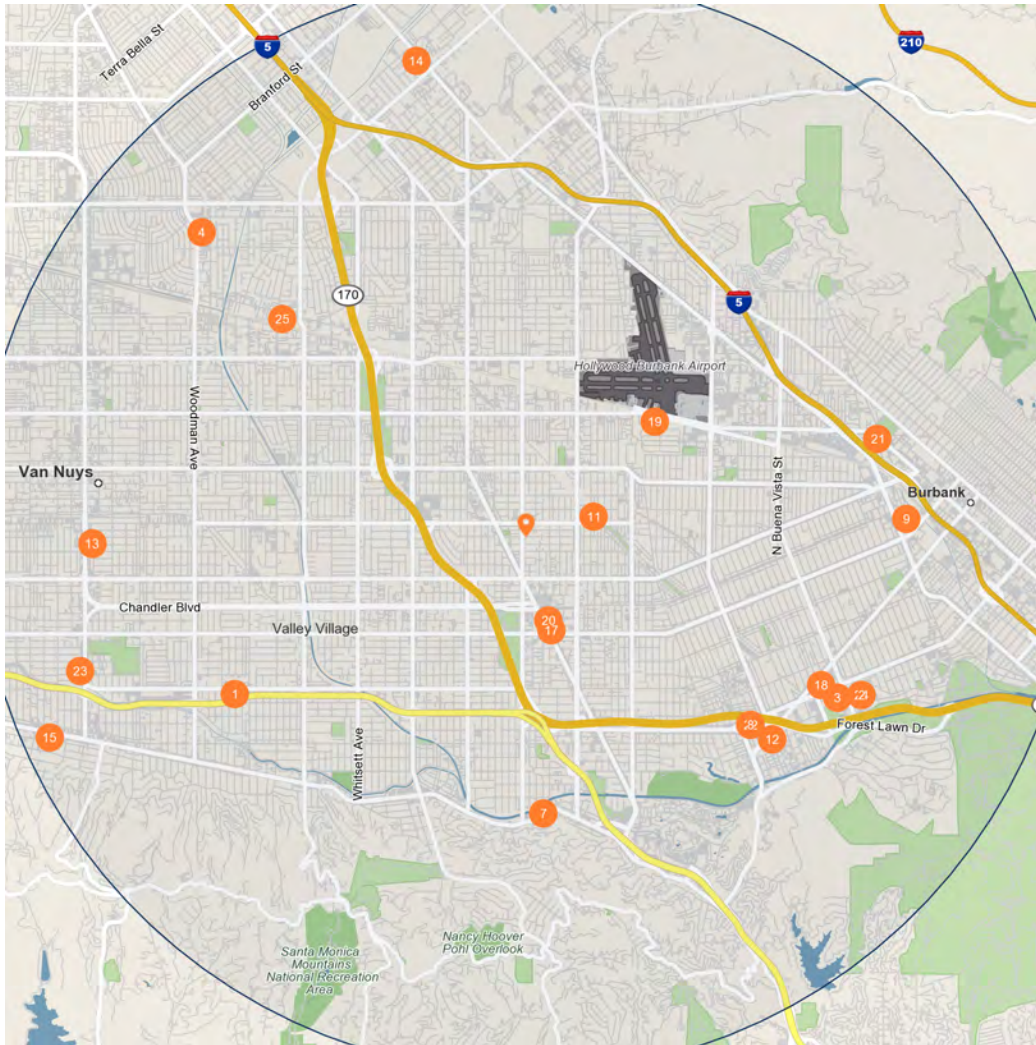 5
210
14
Terra Bella St
Branford St
4
170
25
5
Hollywood Burbank Airport
Woodman Ave
19
21
Van Nuys
Burbank
N Buena Vista St
11
9
13
Chandler Blvd
20
17
Valley Village
23
1
18
3
24
2
12
Forest Lawn Dr
15
Whitsett Ave
7
Nancy Hoover
Pohl Overlook
Santa Monica
Mountains
National Recreation
Area